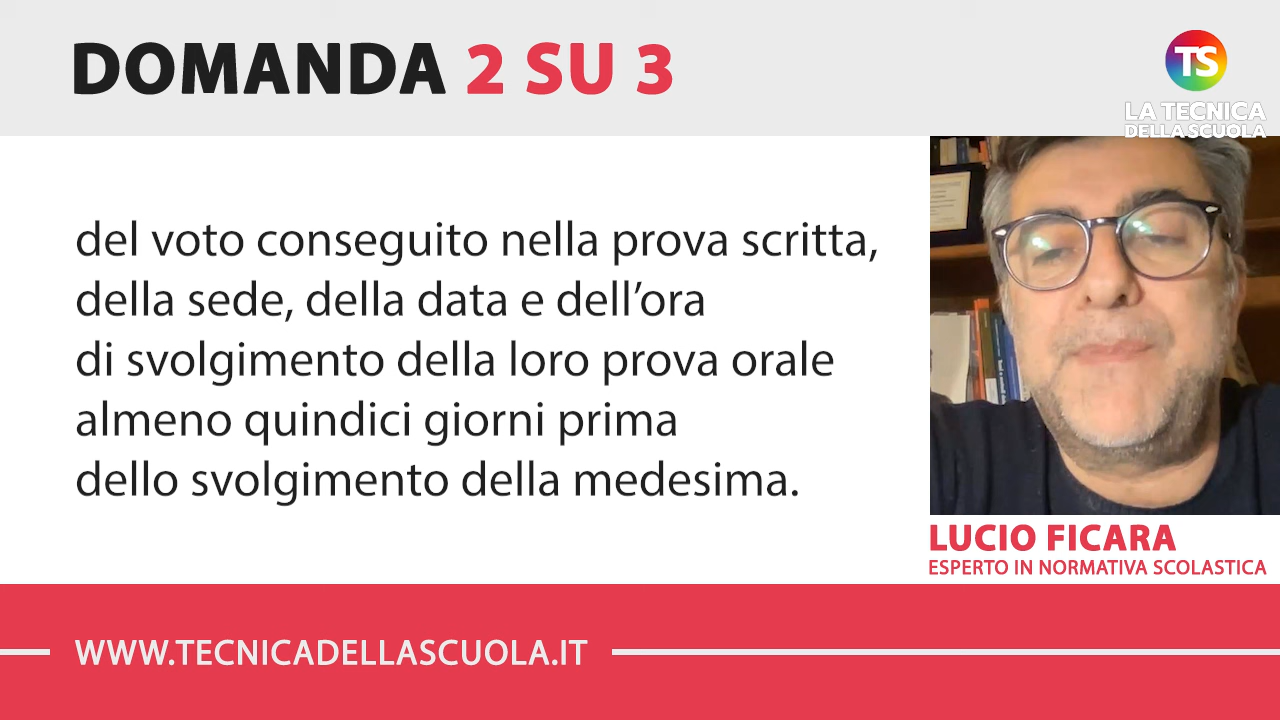 DOMANDA 2 SU 3
TS
LA TECNICA
DELLA SCUOLA
del voto conseguito nella prova scritta,
della sede, della data e dell’ora
di svolgimento della loro prova orale
almeno quindici giorni prima
dello svolgimento della medesima.
LUCIO FICARA
ESPERTO IN NORMATIVA SCOLASTICA
WWW.TECNICADELLASCUOLA.IT